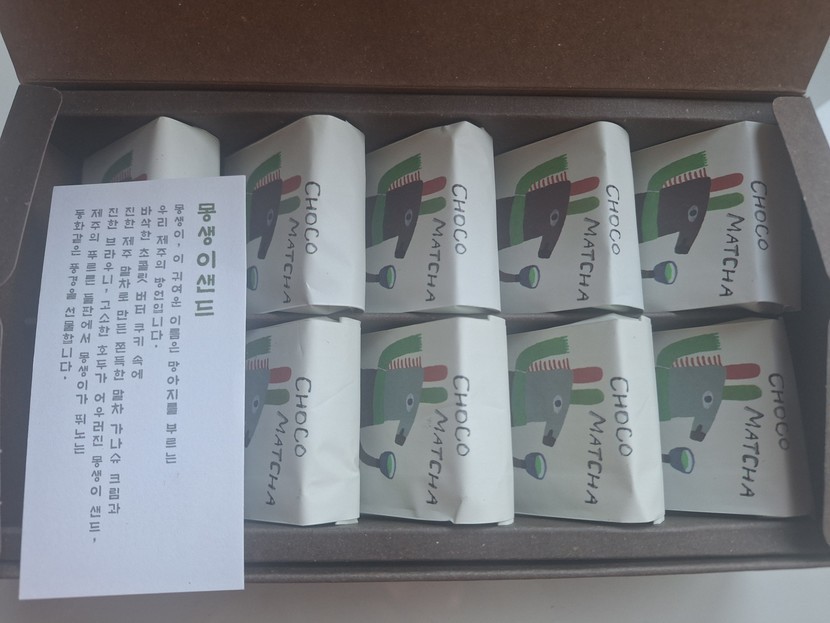 몽생이샌드
몽생이, 이 귀여운 이름은 망아지를 부르는
우리 제주의 방언입니다.
바삭한 초콜릿 버터 쿠키 속에
진한 제주 말차로 만든 쫀득한 말차 가나슈 크림과
진한 브라우니, 고소한 호두가 어우러진 몽생이 샌드,
제주의 푸르른 들판에서 몽생이가 뛰노는
동화같은 풍경을 선물합니다.
CHOCO
MATCHA
CHOCO
MATCHA
CHOCO
MATCHA
CHOCO
MATCHA
CHOCO
MATCHA
CHOCO
MATCHA
CHOCO
MATCHA
CHOCO
MATCHA